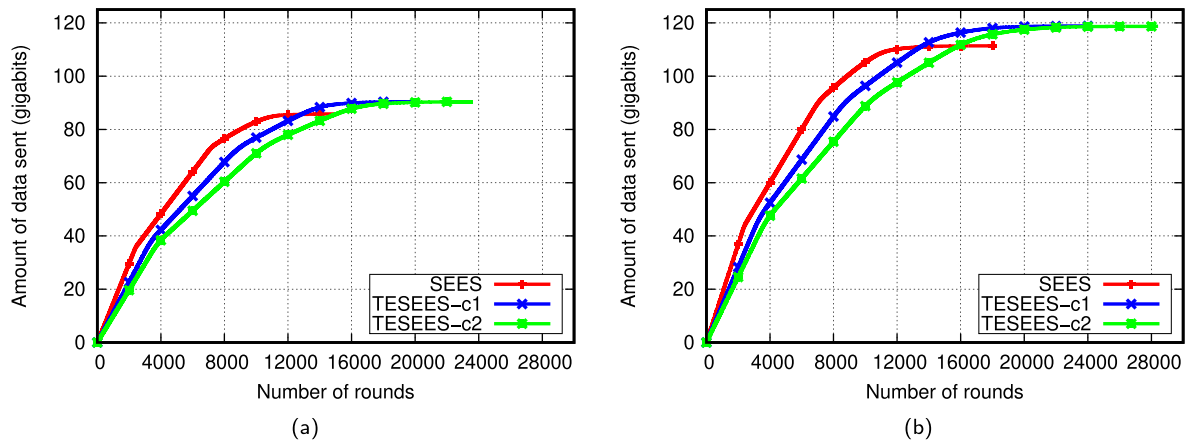 Amount of data sent (gigabits)
120
100
80
60
40
20
0
SEES
TESEES-c1
TESEES-c2
0 4000 8000 12000 16000 20000 24000 28000
Number of rounds
(a)
Amount of data sent (gigabits)
120
100
80
60
40
20
0
SEES
TESEES-c1
TESEES-c2
0 4000 8000 12000 16000 20000 24000 28000
Number of rounds
(b)